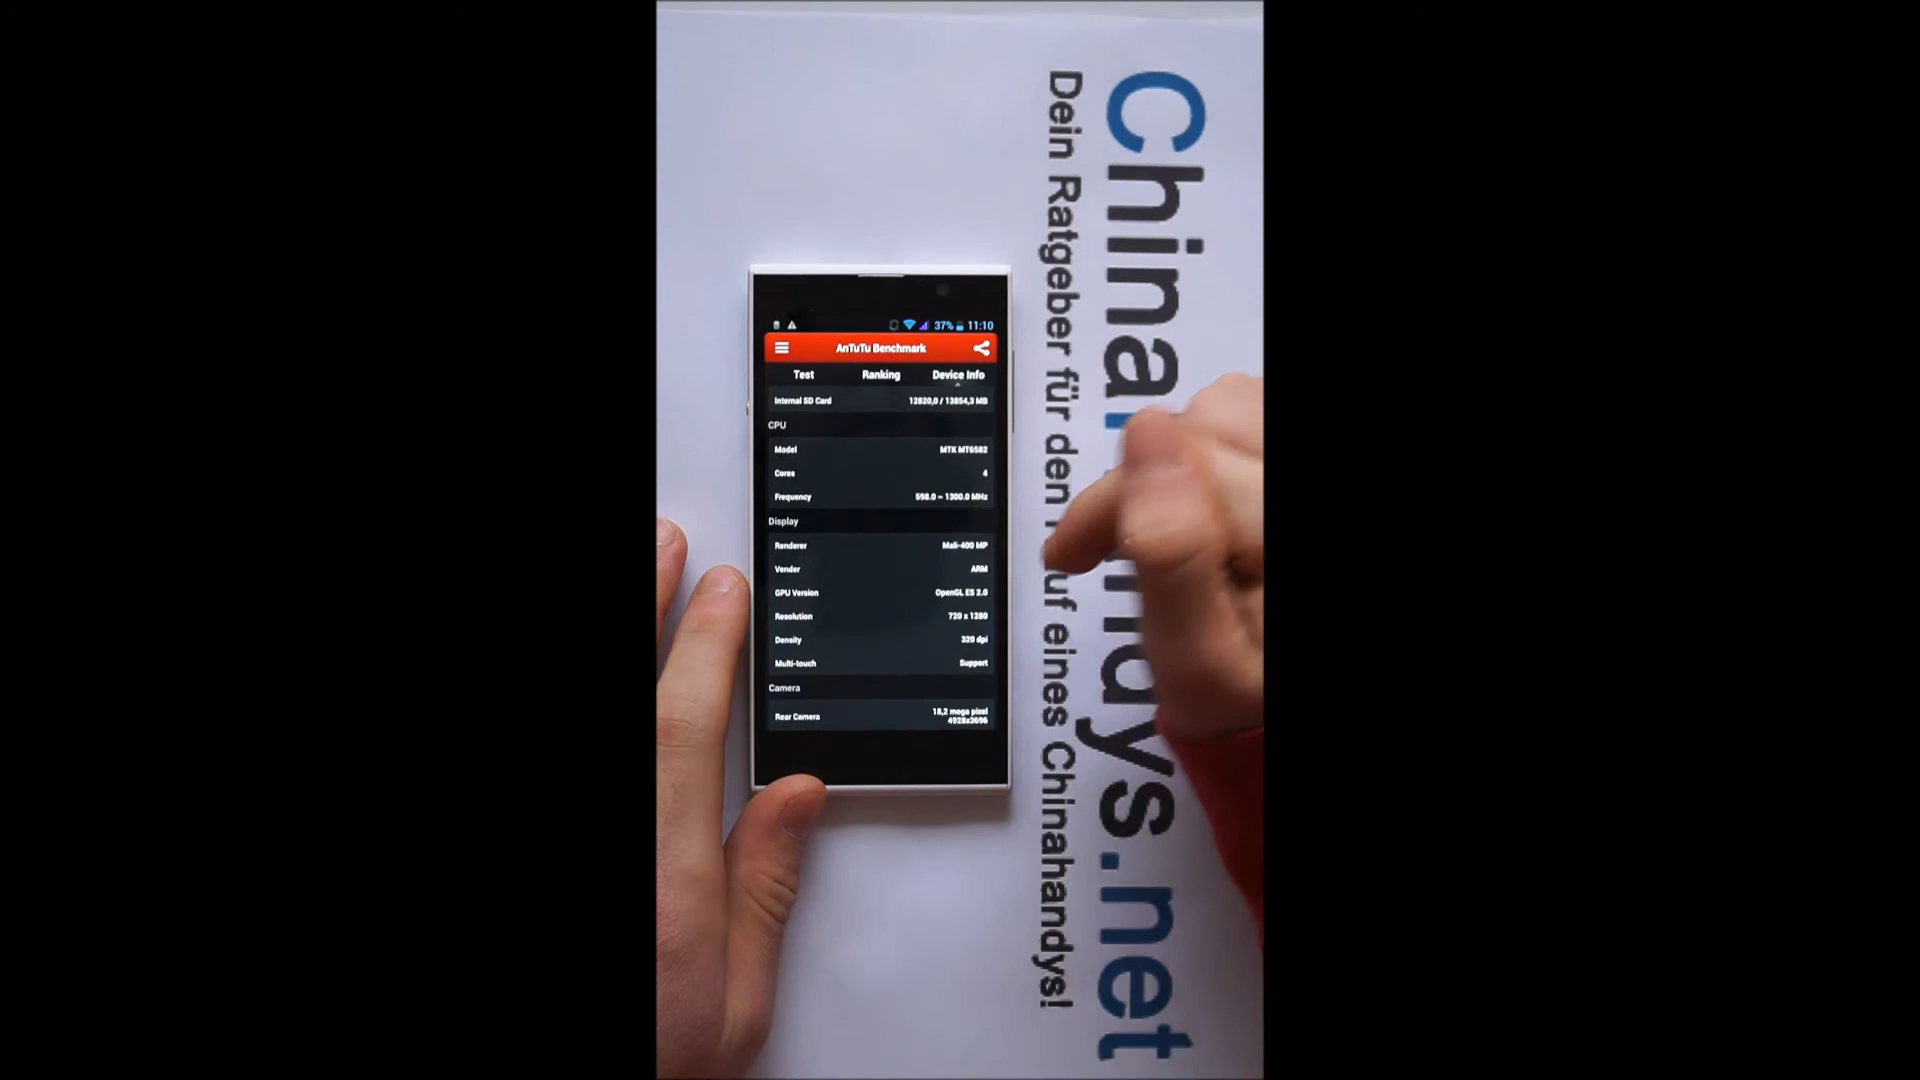 37% 11:10
AnTuTu Benchmark
Test Ranking Device Info
Internal SD Card 12820,0 / 13854,3 MB
CPU
Model MTK MT6582
Cores 4
Frequency 598.0 ~ 1300.0 MHz
Display
Renderer Mali-400 MP
Vender ARM
GPU Version OpenGL ES 2.0
Resolution 720 x 1280
Density 320 dpi
Multi-touch Support
Camera
Rear Camera 18,2 mega pixel
4928x3696
China ndys.net
Dein Ratgeber für den auf eines Chinahandys!